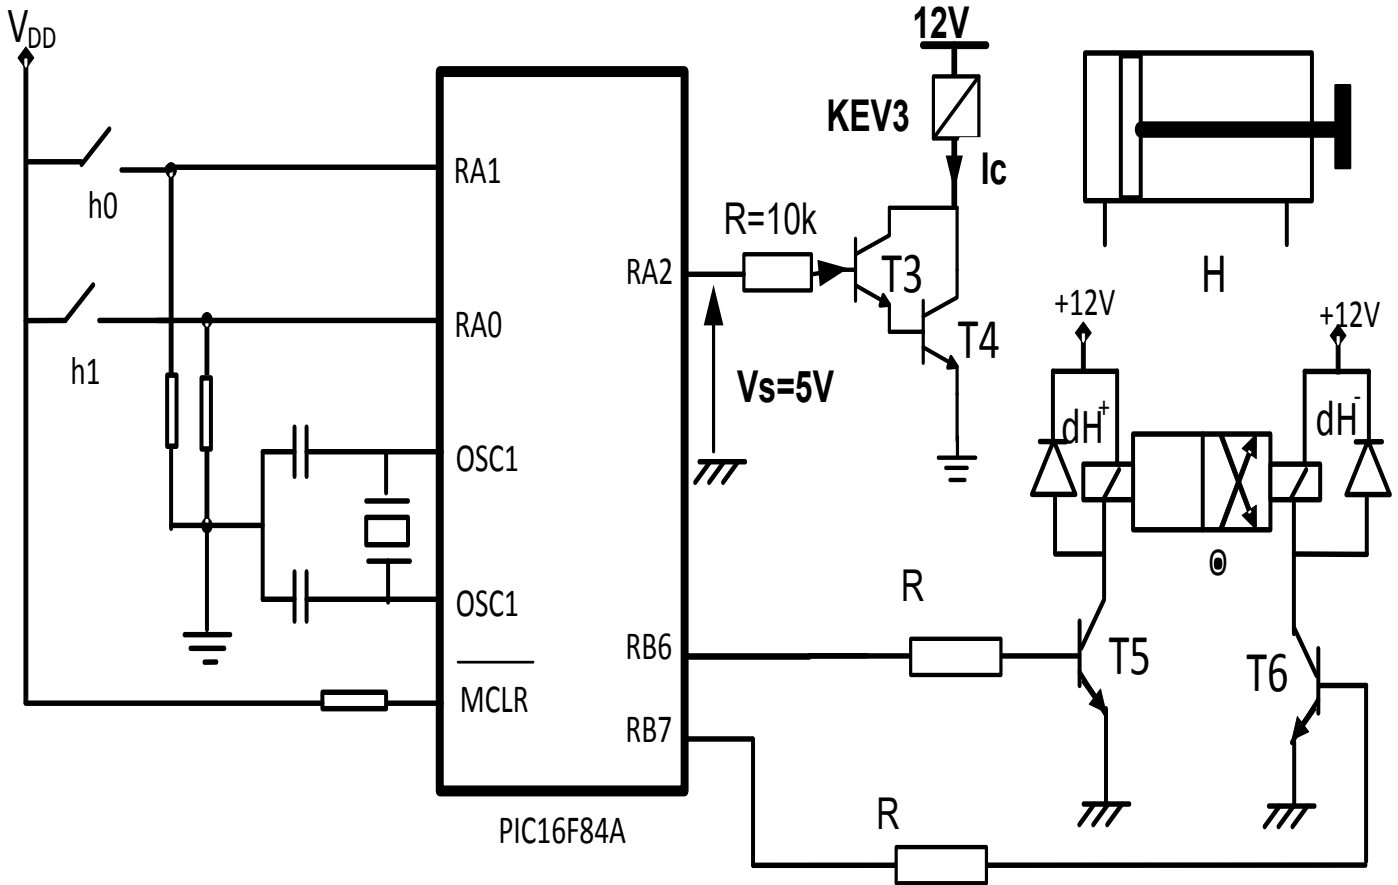 VDD
12V
KEV3
Ic
h0
RA1
R=10k
RA2
T3
H
+12V
+12V
RA0
T4
h1
Vs=5V
dH+
dH-
OSC1
R
OSC1
RB6
T5
T6
MCLR
RB7
R
PIC16F84A